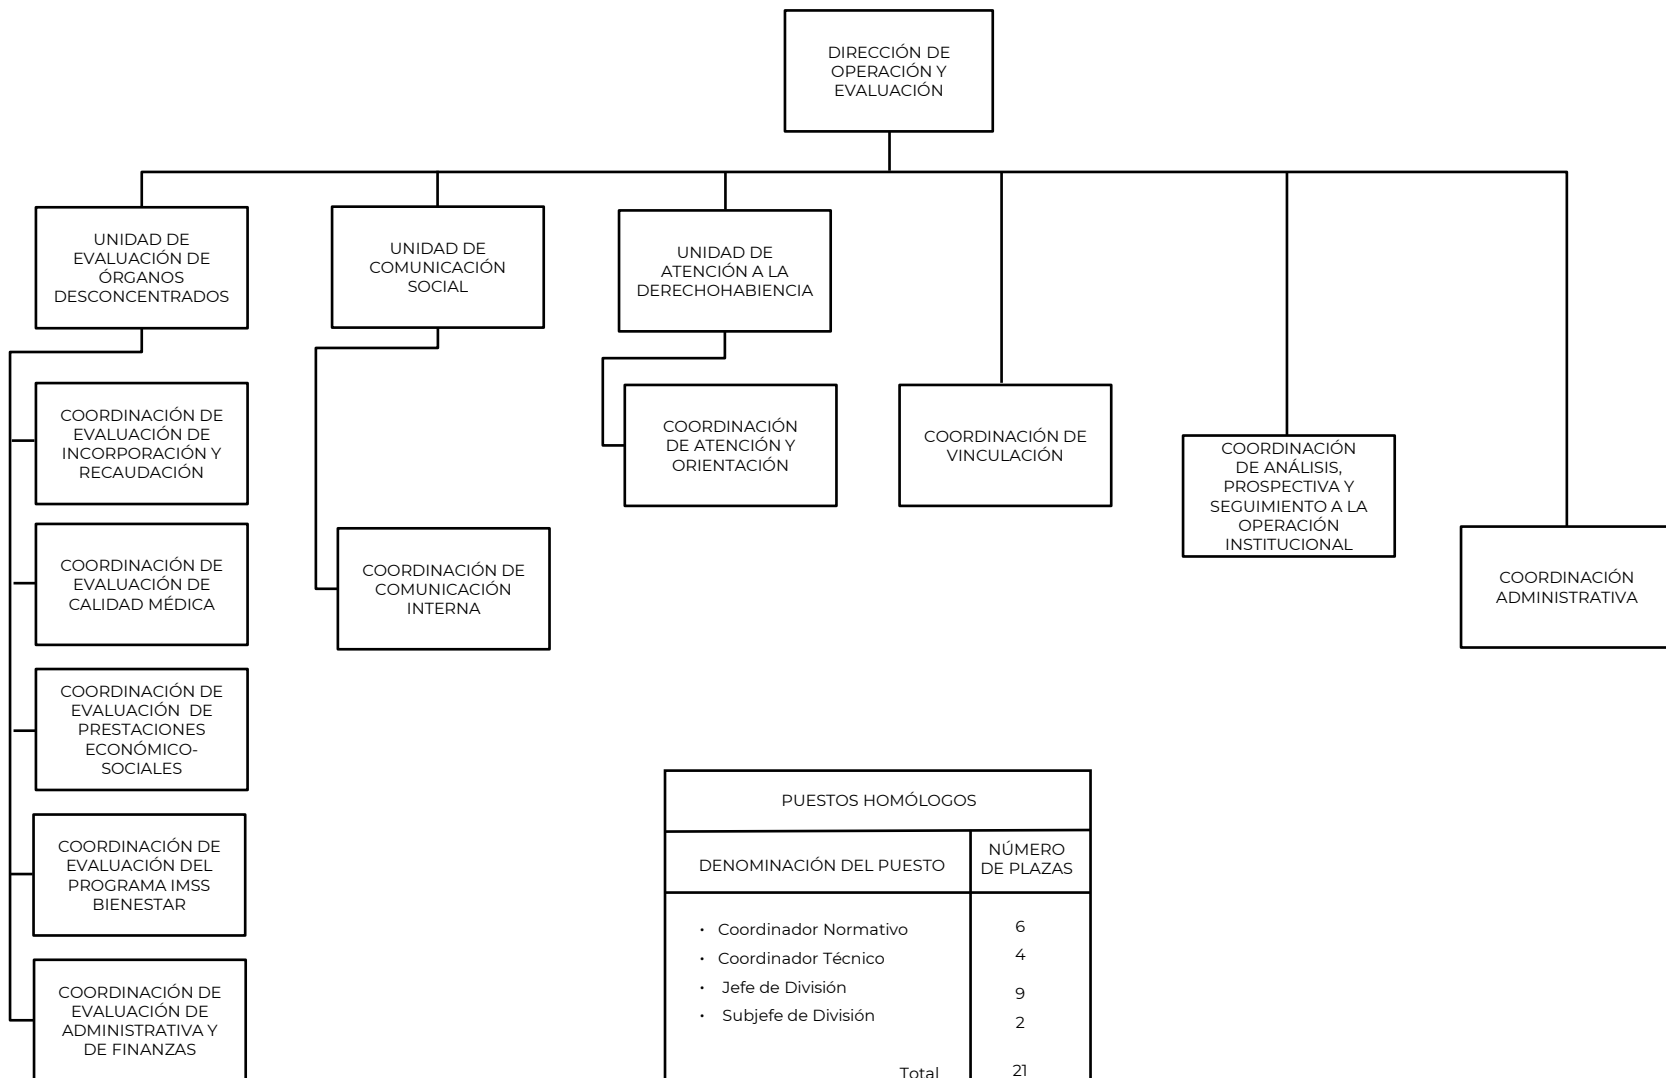 DIRECCIÓN DE
OPERACIÓN Y
EVALUACIÓN
UNIDAD DE
EVALUACIÓN DE
ÓRGANOS
DESCONCENTRADOS
UNIDAD DE
COMUNICACIÓN
SOCIAL
UNIDAD DE
ATENCIÓN A LA
DERECHOHABIENCIA
COORDINACIÓN DE
EVALUACIÓN DE
INCORPORACIÓN Y
RECAUDACIÓN
COORDINACIÓN
DE ATENCIÓN Y
ORIENTACIÓN
COORDINACIÓN DE
VINCULACIÓN
COORDINACIÓN
DE ANÁLISIS,
PROSPECTIVA Y
SEGUIMIENTO A LA
OPERACIÓN
INSTITUCIONAL
COORDINACIÓN DE
EVALUACIÓN DE
CALIDAD MÉDICA
COORDINACIÓN DE
COMUNICACIÓN
INTERNA
COORDINACIÓN
ADMINISTRATIVA
COORDINACIÓN DE
EVALUACIÓN DE
PRESTACIONES
ECONÓMICO-
SOCIALES
COORDINACIÓN DE
EVALUACIÓN DEL
PROGRAMA IMSS
BIENESTAR
COORDINACIÓN DE
EVALUACIÓN DE
ADMINISTRATIVA Y
DE FINANZAS
PUESTOS HOMÓLOGOS
DENOMINACIÓN DEL PUESTO
NÚMERO
DE PLAZAS
• Coordinador Normativo 6
• Coordinador Técnico 4
• Jefe de División 9
• Subjefe de División 2
Total 21